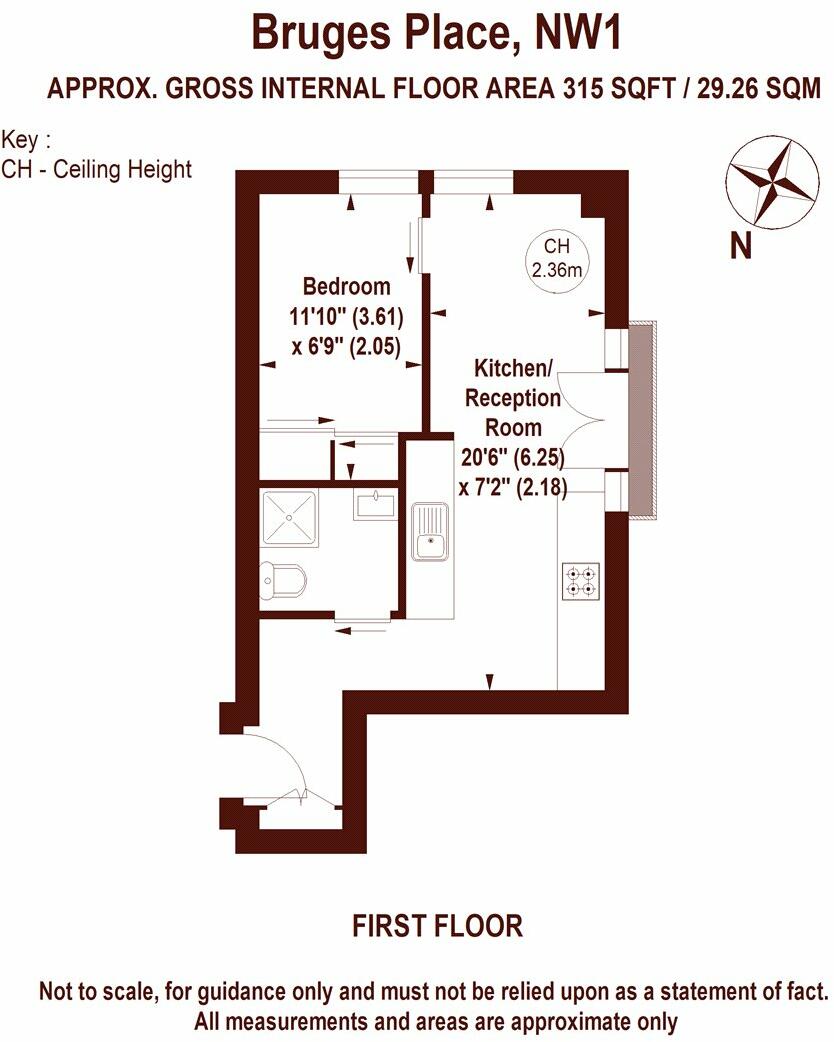 Bruges Place, NW1
APPROX. GROSS INTERNAL FLOOR AREA 315 SQFT / 29.26 SQM
Key :
CH - Ceiling Height
N
CH
2.36m
Bedroom
11'10" (3.61)
x 6'9" (2.05)
Kitchen/
Reception
Room
20'6" (6.25)
x 7'2" (2.18)
FIRST FLOOR
Not to scale, for guidance only and must not be relied upon as a statement of fact.
All measurements and areas are approximate only